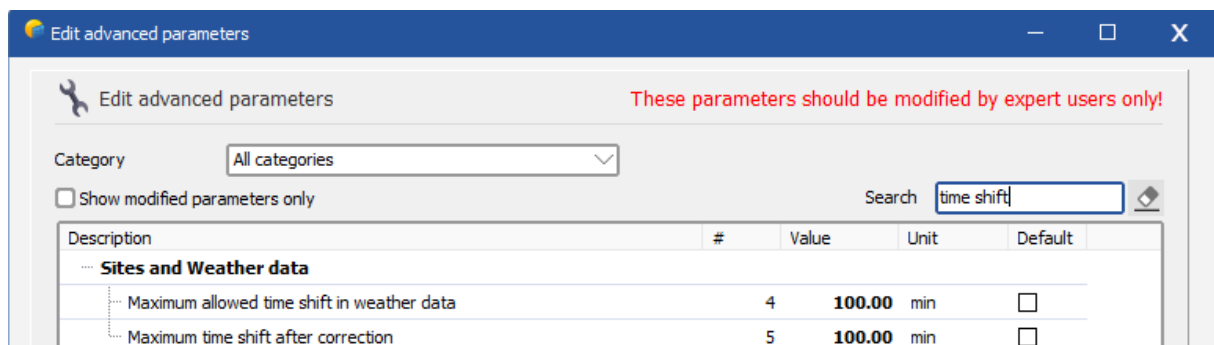 Edit advanced parameters
Edit advanced parameters These parameters should be modified by expert users only!
Category All categories
Show modified parameters only Search time shift
Description # Value Unit Default
Sites and Weather data
Maximum allowed time shift in weather data 4 100.00 min
Maximum time shift after correction 5 100.00 min